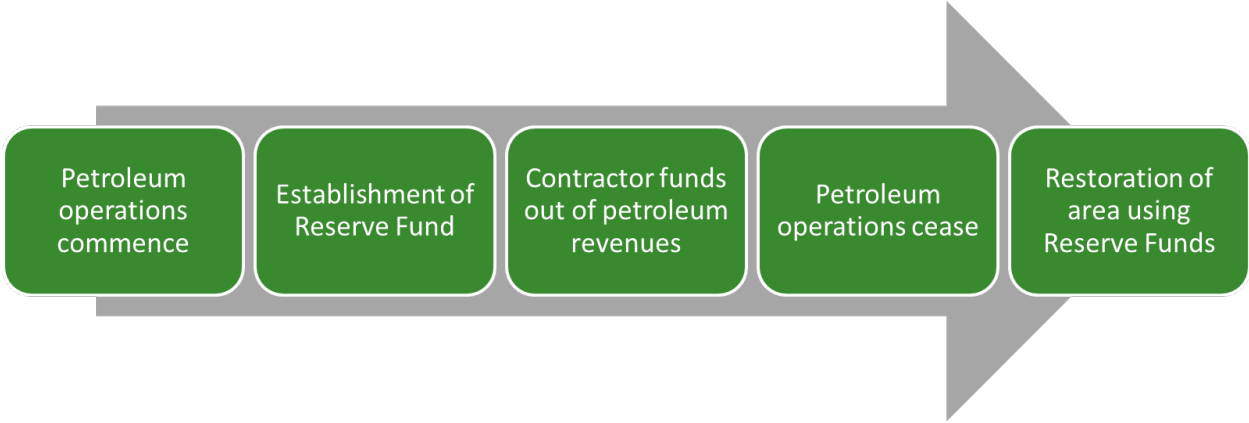 Petroleum
operations
commence
Establishment of
Reserve Fund
Contractor funds
out of petroleum
revenues
Petroleum
operations cease
Restoration of
area using
Reserve Funds